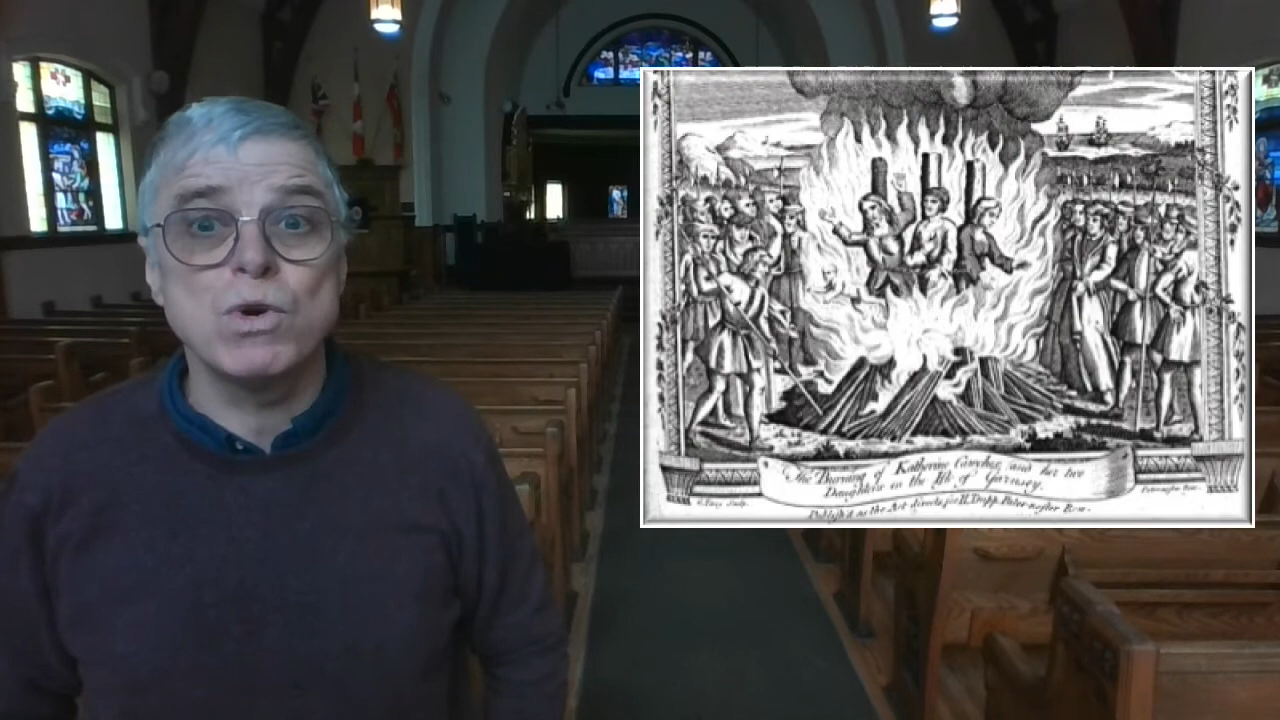 The Burning of Katherine Cawches, and her two
Daughters in the Isle of Guernsey.
Publish'd as the Act directs, for H. Trapp, Pater-noster Row.